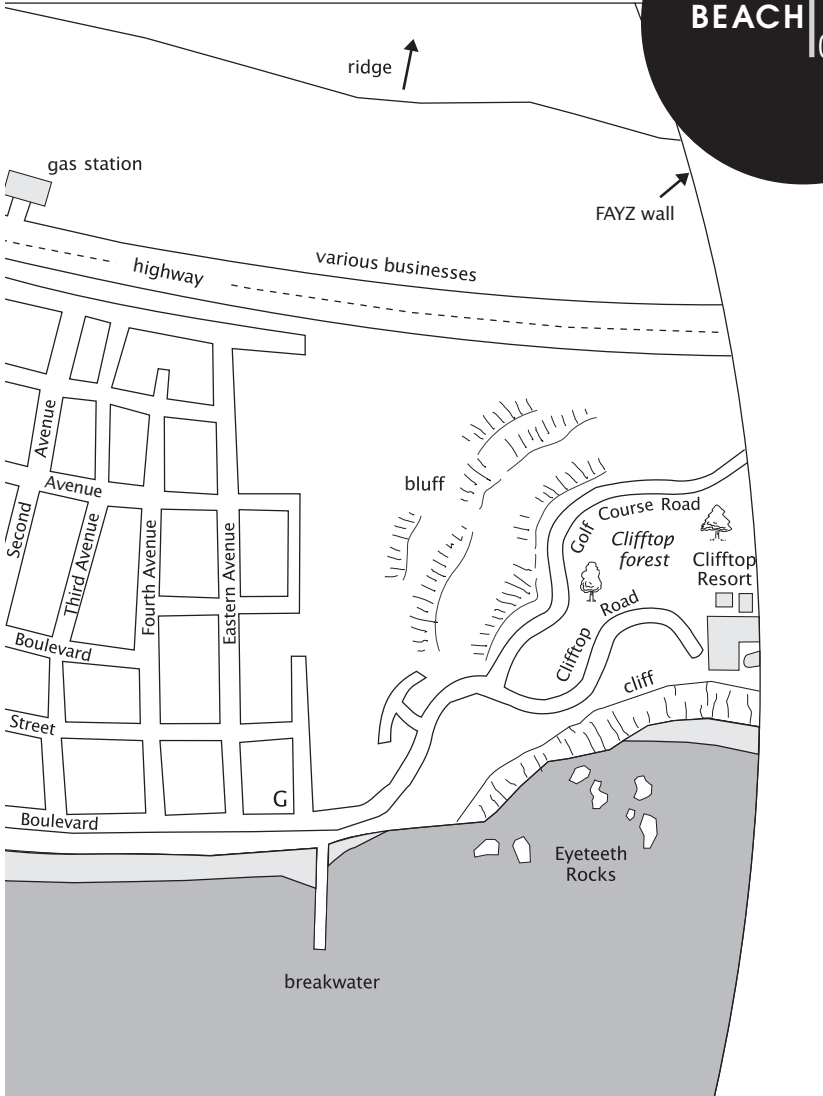 BEACH
ridge
gas station
FAYZ wall
highway
various businesses
Avenue
bluff
Avenue
Second
Third Avenue
Fourth Avenue
Eastern Avenue
Golf Course Road
Clifftop
forest
Clifftop
Resort
Clifftop Road
Boulevard
cliff
Street
G
Boulevard
Eyeteeth
Rocks
breakwater